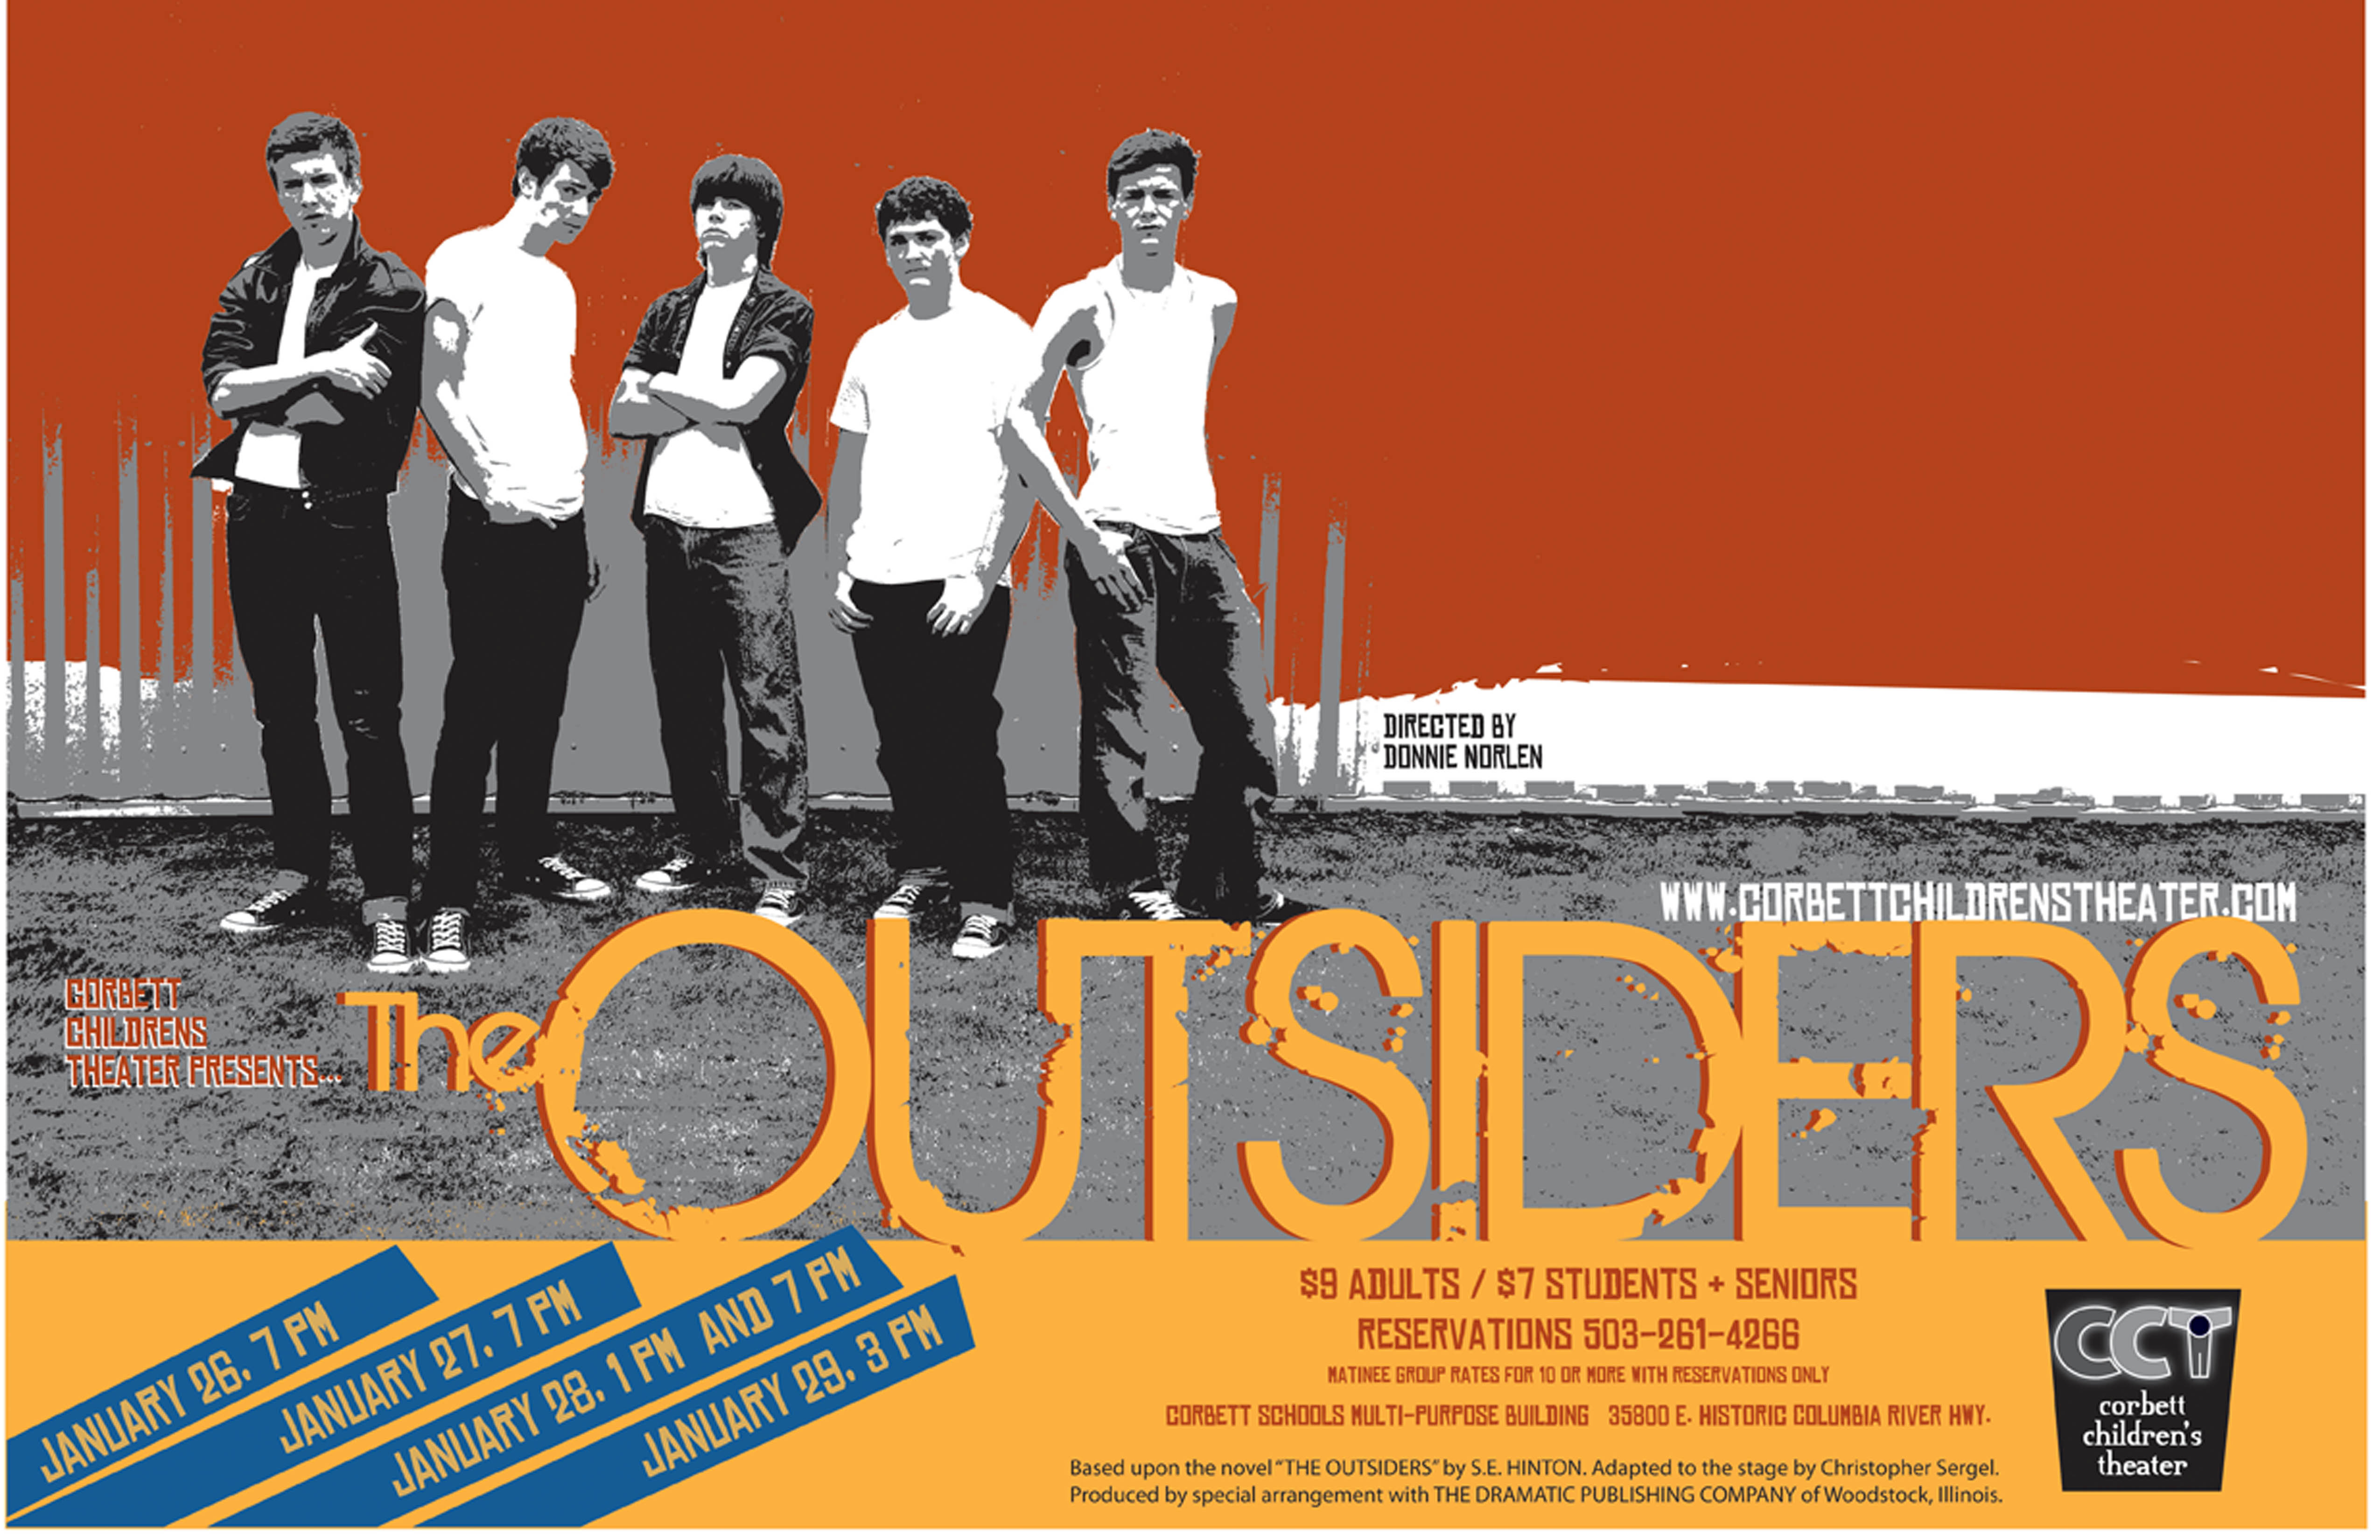 DIRECTED BY
DONNIE NORLEN
WWW.CORBETTCHILDRENSTHEATER.COM
CORBETT
CHILDRENS
THEATER PRESENTS...
The OUTSIDERS
JANUARY 26, 7 PM
JANUARY 27, 7 PM
JANUARY 28, 1 PM AND 7 PM
JANUARY 29, 3 PM
$9 ADULTS / $7 STUDENTS + SENIORS
RESERVATIONS 503-261-4266
MATINEE GROUP RATES FOR 10 OR MORE WITH RESERVATIONS ONLY
CORBETT SCHOOLS MULTI-PURPOSE BUILDING 35800 E. HISTORIC COLUMBIA RIVER HWY.
Based upon the novel "THE OUTSIDERS" by S.E. HINTON. Adapted to the stage by Christopher Sergel.
Produced by special arrangement with THE DRAMATIC PUBLISHING COMPANY of Woodstock, Illinois.
CCT
corbett
children's
theater